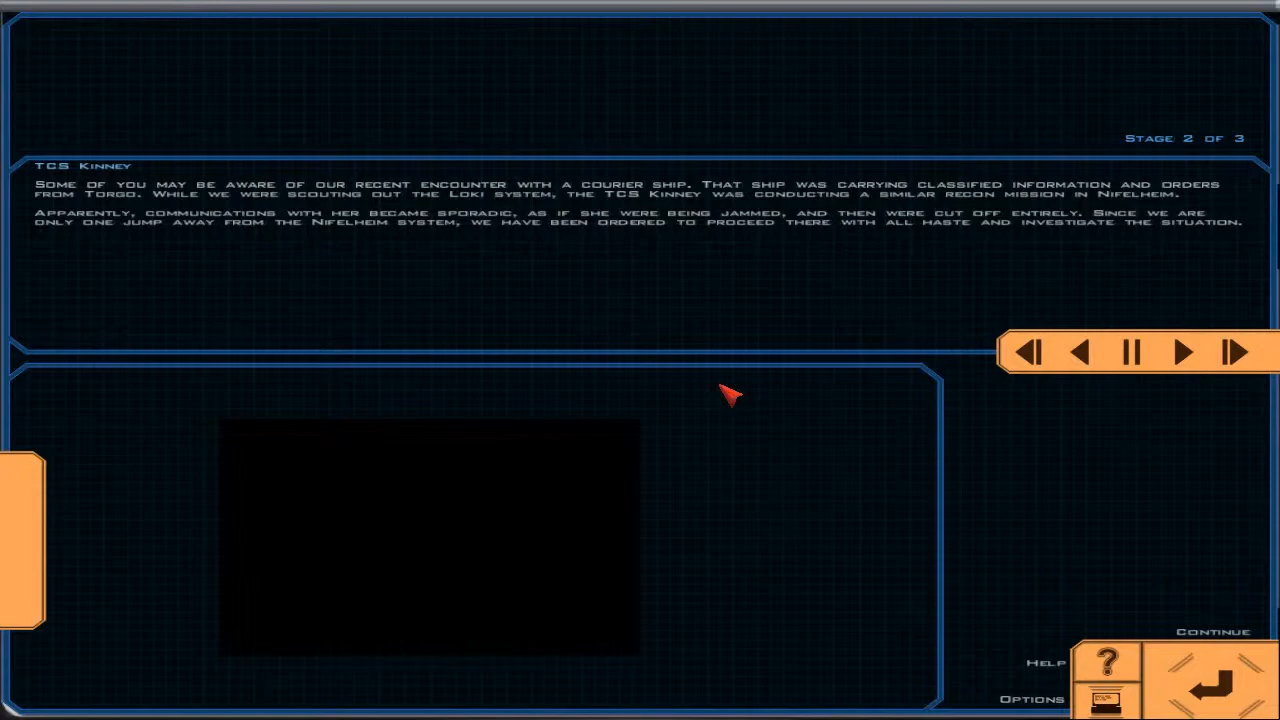 Stage 2 of 3
TCS Kinney
Some of you may be aware of our recent encounter with a courier ship. That ship was carrying classified information and orders
from Torgo. While we were scouting out the Loki system, the TCS Kinney was conducting a similar recon mission in Nifelheim.
Apparently, communications with her became sporadic, as if she were being jammed, and then were cut off entirely. Since we are
only one jump away from the Nifelheim system, we have been ordered to proceed there with all haste and investigate the situation.
Continue
Help
?
Options